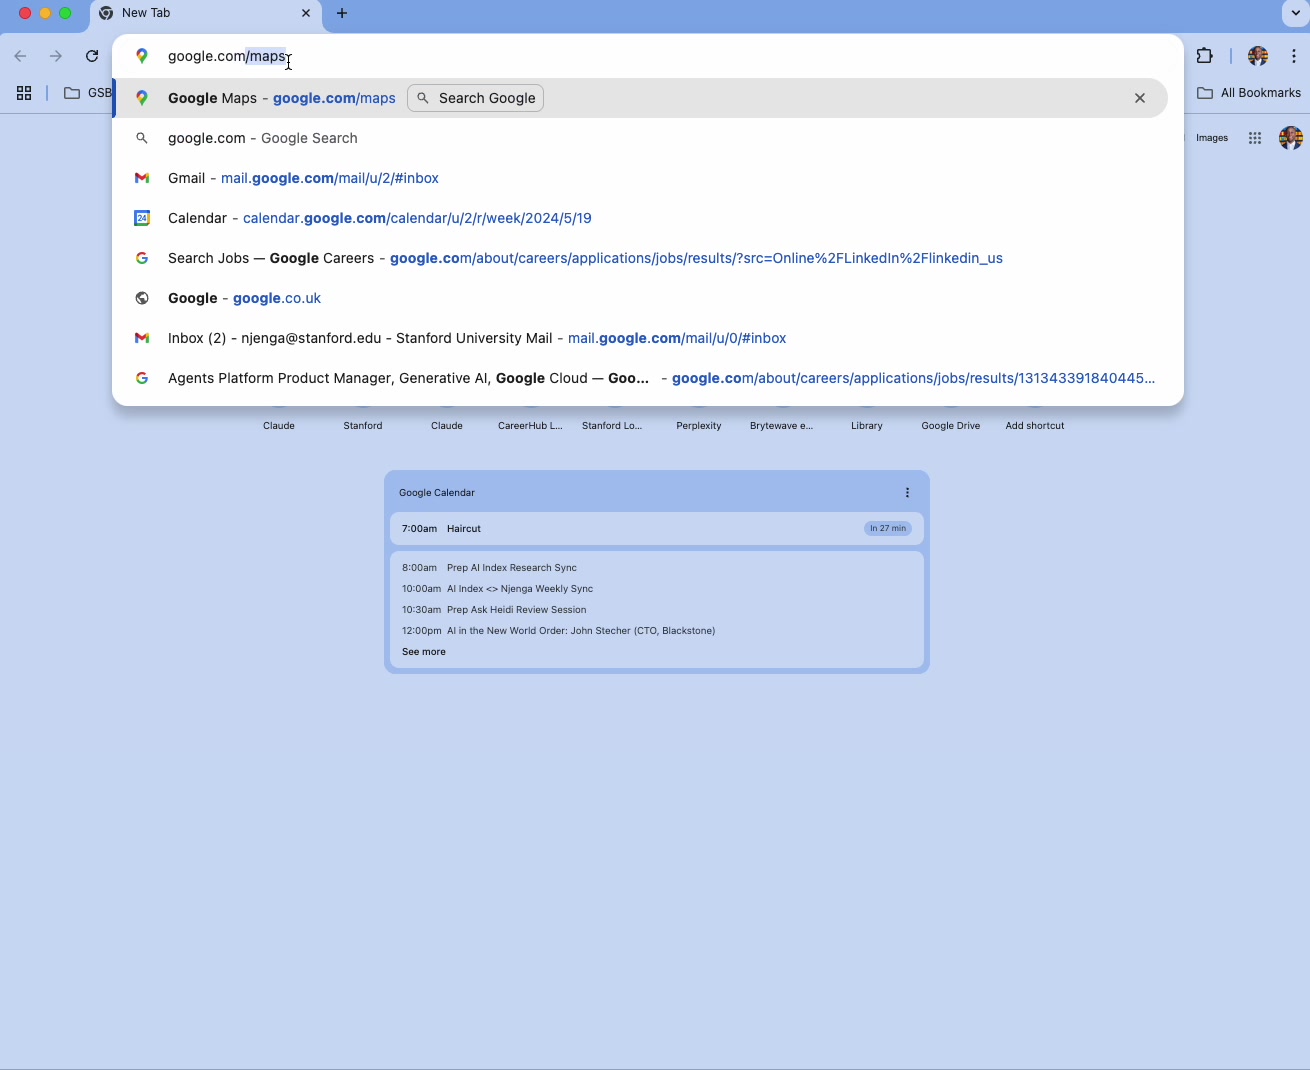 New Tab
google.com/maps
Google Maps - google.com/maps Search Google
GSB
All Bookmarks
google.com - Google Search
Images
Gmail - mail.google.com/mail/u/2/#inbox
24 Calendar - calendar.google.com/calendar/u/2/r/week/2024/5/19
Search Jobs — Google Careers - google.com/about/careers/applications/jobs/results/?src=Online%2FLinkedIn%2Flinkedin_us
Google - google.co.uk
Inbox (2) - njenga@stanford.edu - Stanford University Mail - mail.google.com/mail/u/0/#inbox
Agents Platform Product Manager, Generative AI, Google Cloud — Goo... - google.com/about/careers/applications/jobs/results/131343391840445...
Claude Stanford Claude CareerHub L... Stanford Lo... Perplexity Brytewave e... Library Google Drive Add shortcut
Google Calendar
7:00am Haircut In 27 min
8:00am Prep AI Index Research Sync
10:00am AI Index <> Njenga Weekly Sync
10:30am Prep Ask Heidi Review Session
12:00pm AI in the New World Order: John Stecher (CTO, Blackstone)
See more